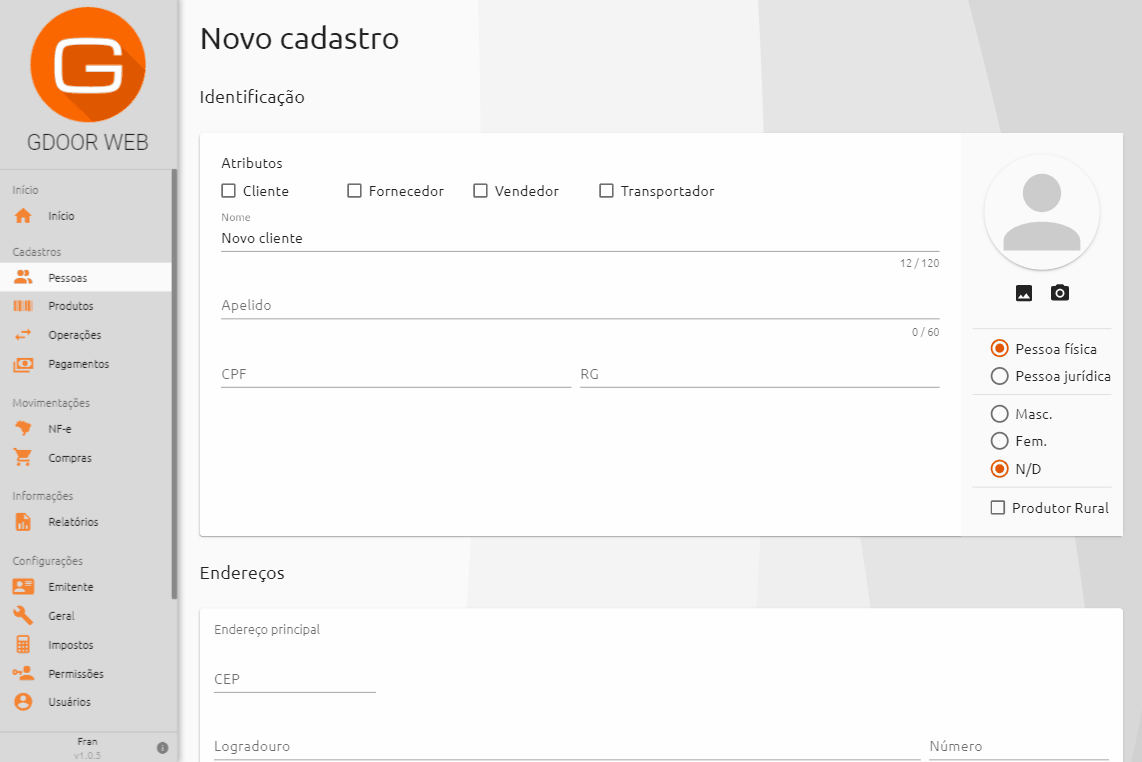 G
GDOOR WEB
Início
Início
Cadastros
Pessoas
Produtos
Operações
Pagamentos
Movimentações
NF-e
Compras
Informações
Relatórios
Configurações
Emitente
Geral
Impostos
Permissões
Usuários
Fran
v1.0.5
Novo cadastro
Identificação
Atributos
Cliente Fornecedor Vendedor Transportador
Nome
Novo cliente
12 / 120
Apelido
0 / 60
CPF RG
Pessoa física
Pessoa jurídica
Masc.
Fem.
N/D
Produtor Rural
Endereços
Endereço principal
CEP
Logradouro Número